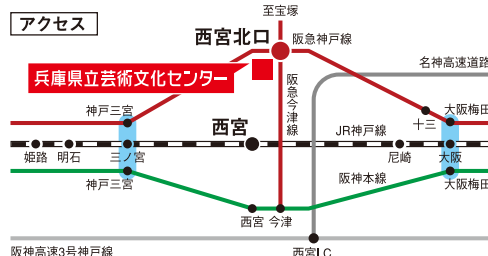 アクセス
至宝塚
西宮北口
阪急神戸線
名神高速道路
兵庫県立芸術文化センター
阪急今津線
神戸三宮
西宮
十三
大阪梅田
JR神戸線
姫路
明石
三ノ宮
尼崎
大阪
神戸三宮
阪神本線
大阪梅田
西宮
今津
阪神高速3号神戸線
西宮I.C